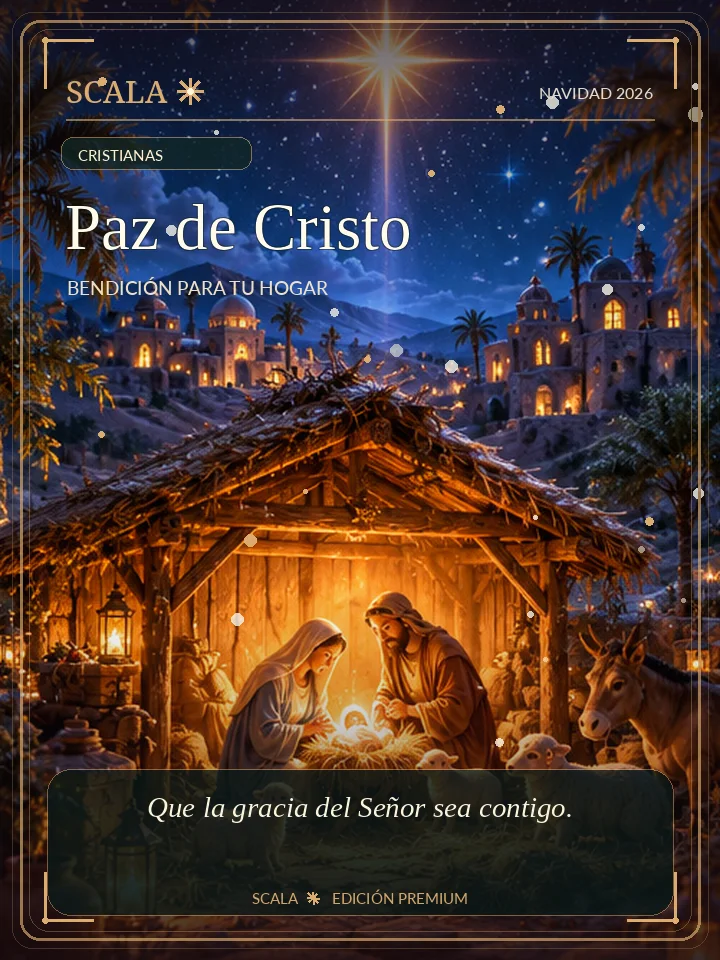 SCALA
NAVIDAD 2026
CRISTIANAS
Paz de Cristo
BENDICIÓN PARA TU HOGAR
Que la gracia del Señor sea contigo.
SCALA EDICIÓN PREMIUM